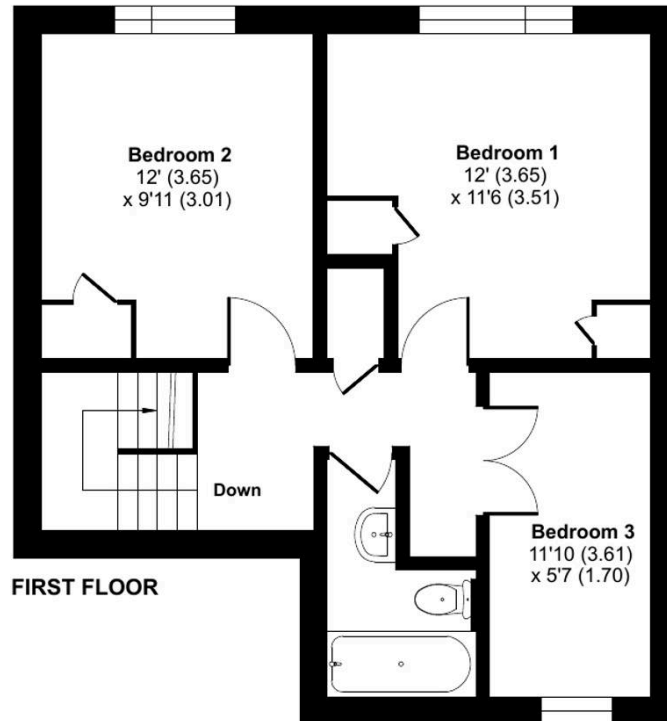 Bedroom 2
12' (3.65)
x 9'11 (3.01)
Bedroom 1
12' (3.65)
x 11'6 (3.51)
Down
Bedroom 3
11'10 (3.61)
x 5'7 (1.70)
FIRST FLOOR